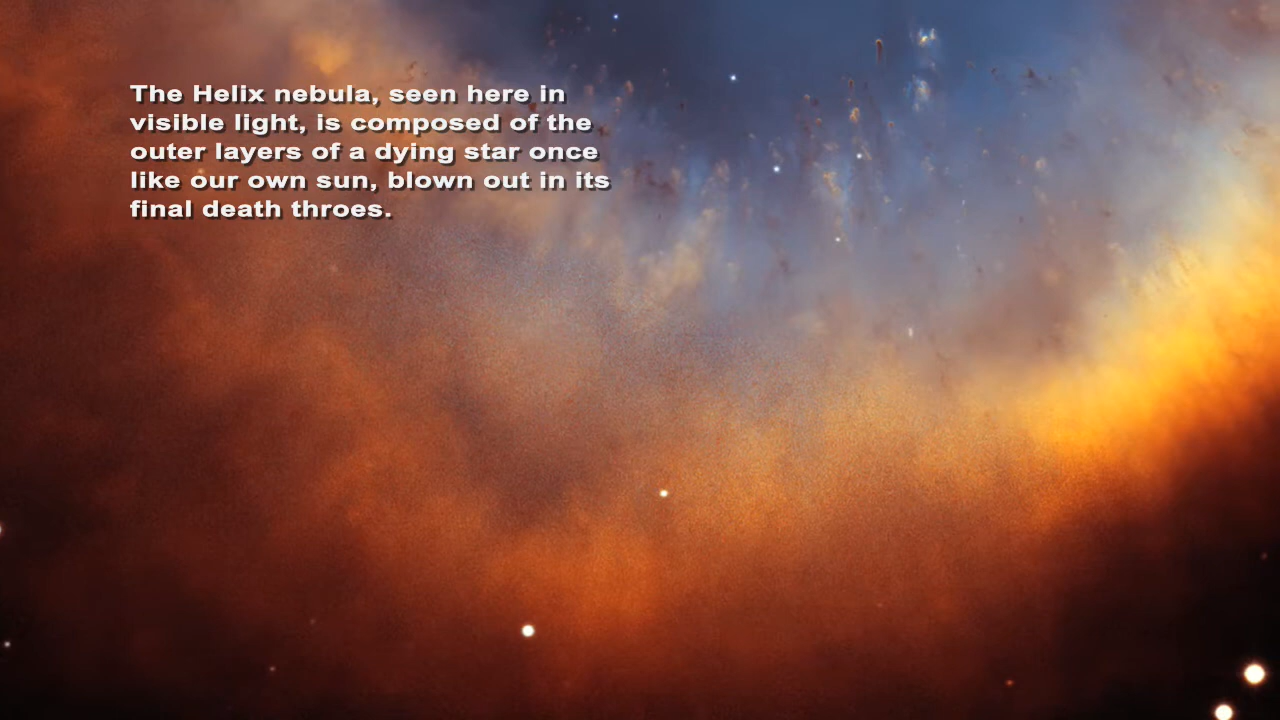 The Helix nebula, seen here in
visible light, is composed of the
outer layers of a dying star once
like our own sun, blown out in its
final death throes.